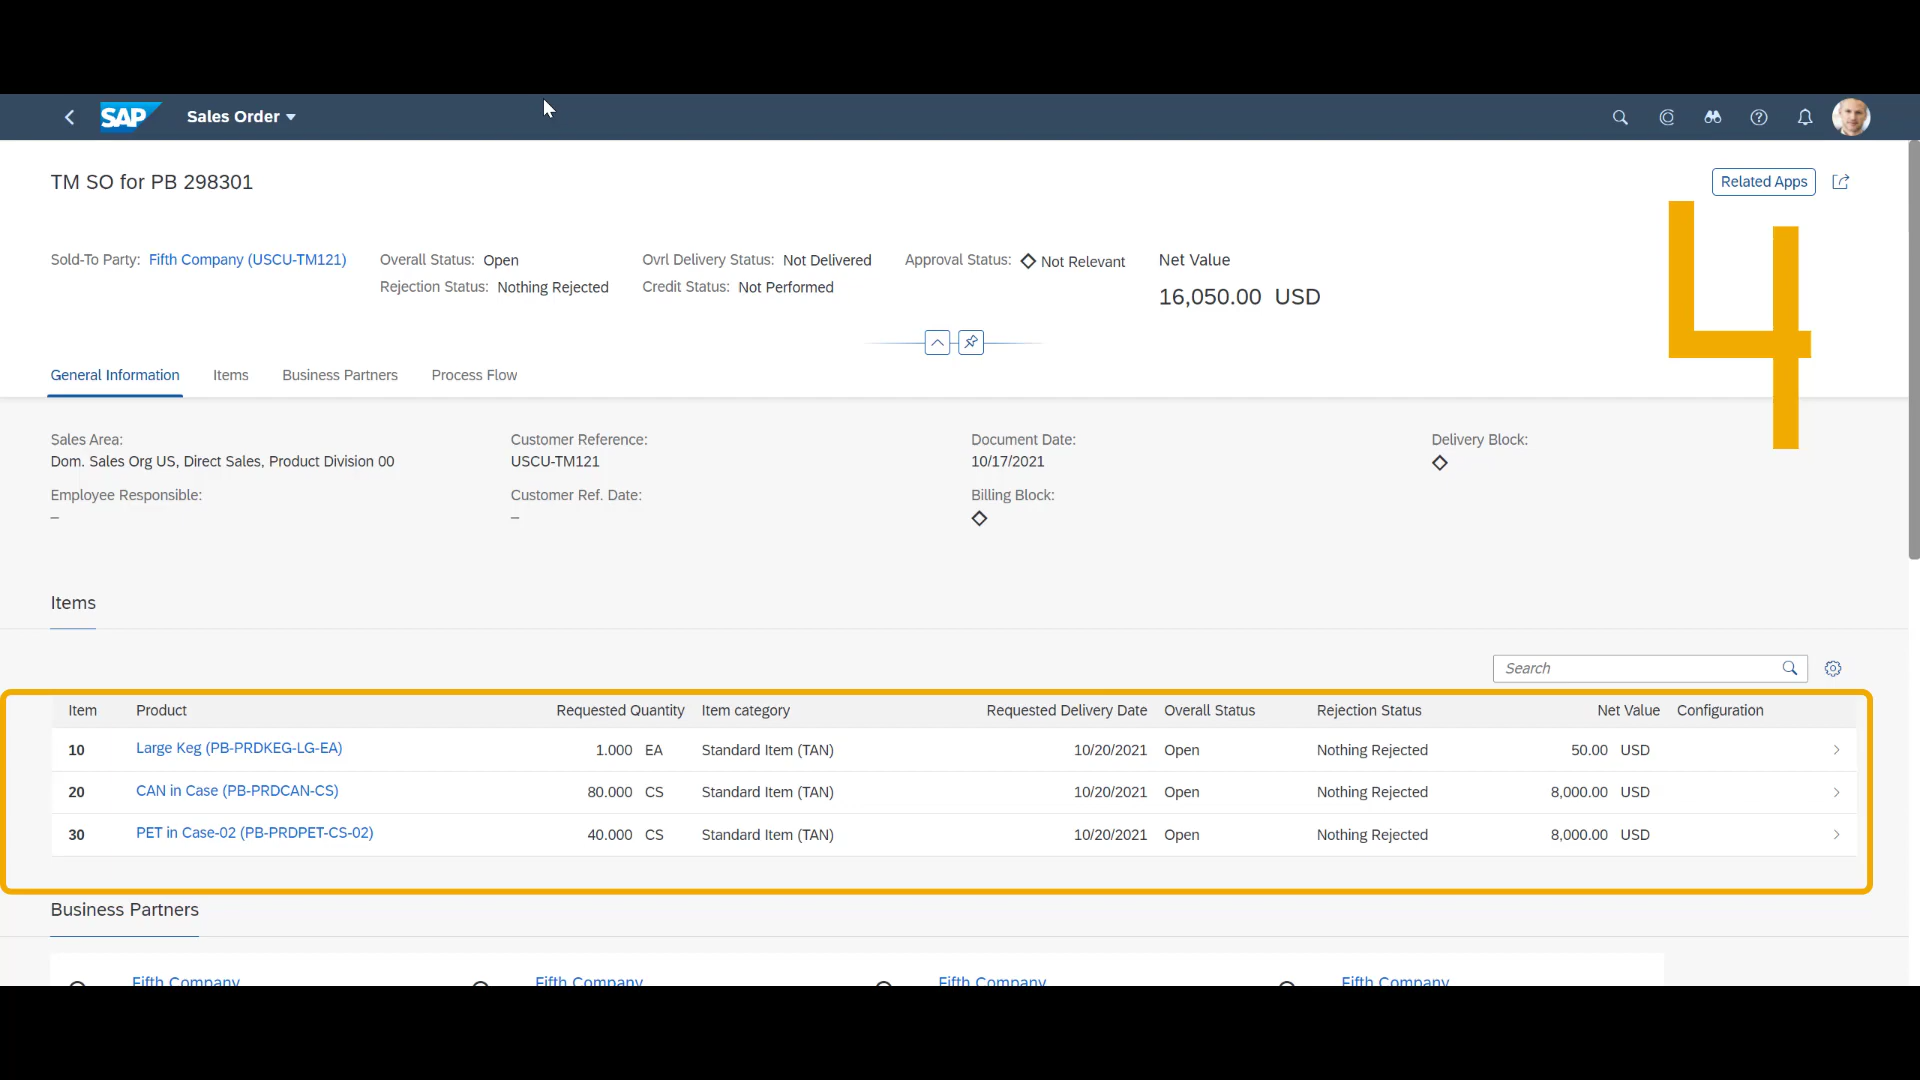 SAP Sales Order
TM SO for PB 298301
Related Apps
4
Sold-To Party: Fifth Company (USCU-TM121) Overall Status: Open Ovrl Delivery Status: Not Delivered Approval Status: Not Relevant Net Value
Rejection Status: Nothing Rejected Credit Status: Not Performed 16,050.00 USD
General Information Items Business Partners Process Flow
Sales Area: Customer Reference: Document Date: Delivery Block:
Dom. Sales Org US, Direct Sales, Product Division 00 USCU-TM121 10/17/2021
Employee Responsible: Customer Ref. Date: Billing Block:
– –
Items
Search
Item Product Requested Quantity Item category Requested Delivery Date Overall Status Rejection Status Net Value Configuration
10 Large Keg (PB-PRDKEG-LG-EA) 1.000 EA Standard Item (TAN) 10/20/2021 Open Nothing Rejected 50.00 USD
20 CAN in Case (PB-PRDCAN-CS) 80.000 CS Standard Item (TAN) 10/20/2021 Open Nothing Rejected 8,000.00 USD
30 PET in Case-02 (PB-PRDPET-CS-02) 40.000 CS Standard Item (TAN) 10/20/2021 Open Nothing Rejected 8,000.00 USD
Business Partners
Fifth Company Fifth Company Fifth Company Fifth Company